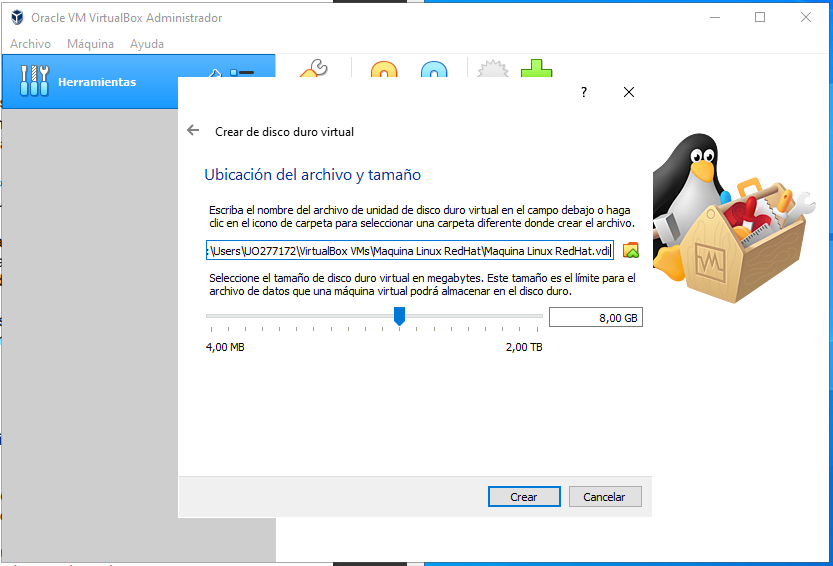 Oracle VM VirtualBox Administrador
Archivo Máquina Ayuda
Herramientas
?
Crear de disco duro virtual
Ubicación del archivo y tamaño
Escriba el nombre del archivo de unidad de disco duro virtual en el campo debajo o haga
clic en el icono de carpeta para seleccionar una carpeta diferente donde crear el archivo.
:\Users\UO277172\VirtualBox VMs\Maquina Linux RedHat\Maquina Linux RedHat.vdi
Seleccione el tamaño de disco duro virtual en megabytes. Este tamaño es el límite para el
archivo de datos que una máquina virtual podrá almacenar en el disco duro.
8,00 GB
4,00 MB 2,00 TB
Crear Cancelar